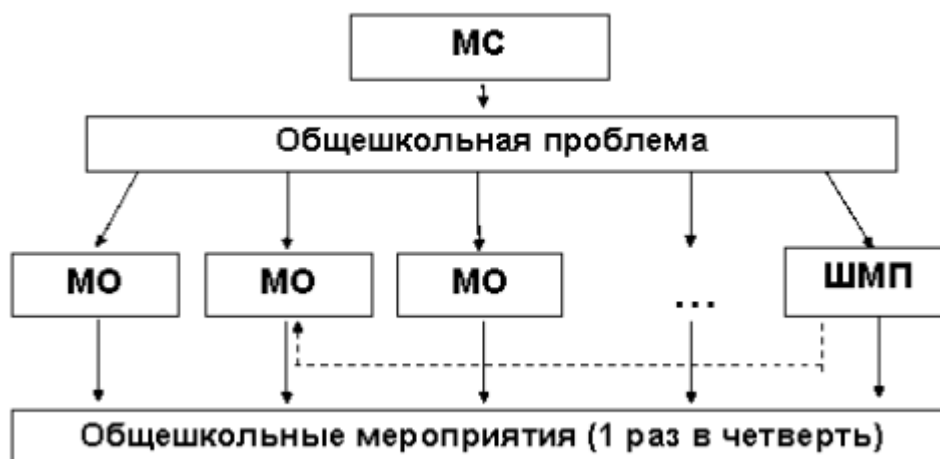 МС
Общешкольная проблема
МО МО МО ... ШМП
Общешкольные мероприятия (1 раз в четверть)